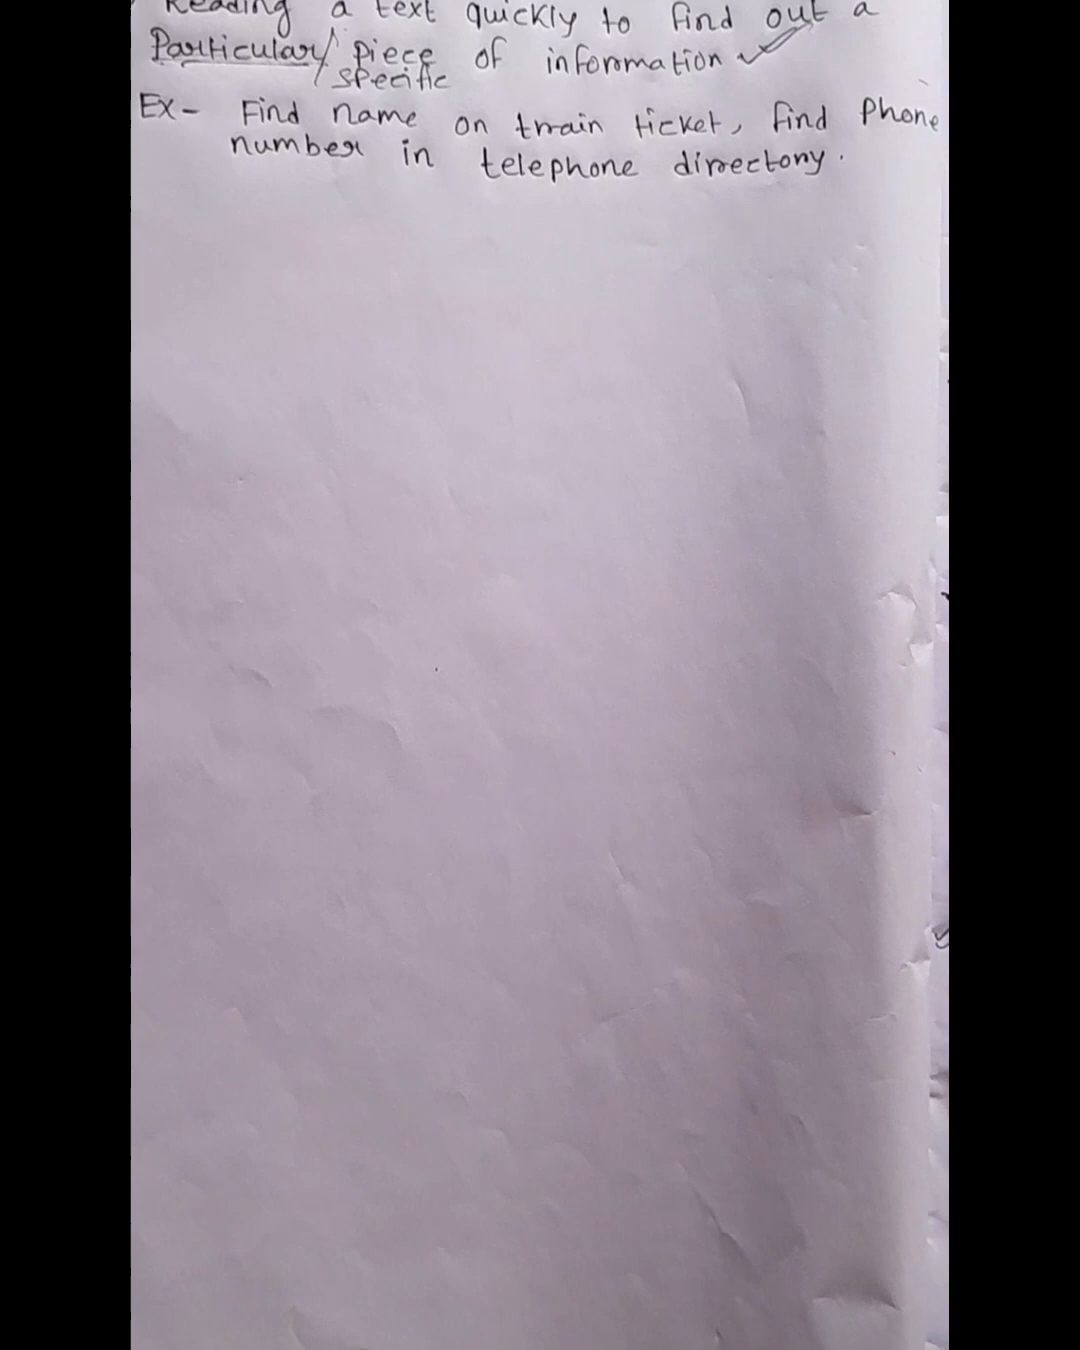 Reading a text quickly to find out a
Particular/ piece of information
specific
Ex- Find name on train ticket, find phone
number in telephone directory.